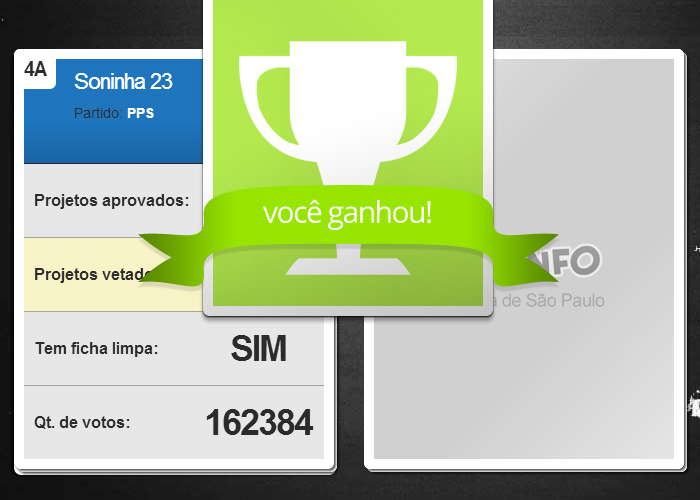 4A
Soninha 23
Partido: PPS
Projetos aprovados:
você ganhou!
Projetos
NFO
de São Paulo
Tem ficha limpa:
SIM
Qt. de votos:
162384